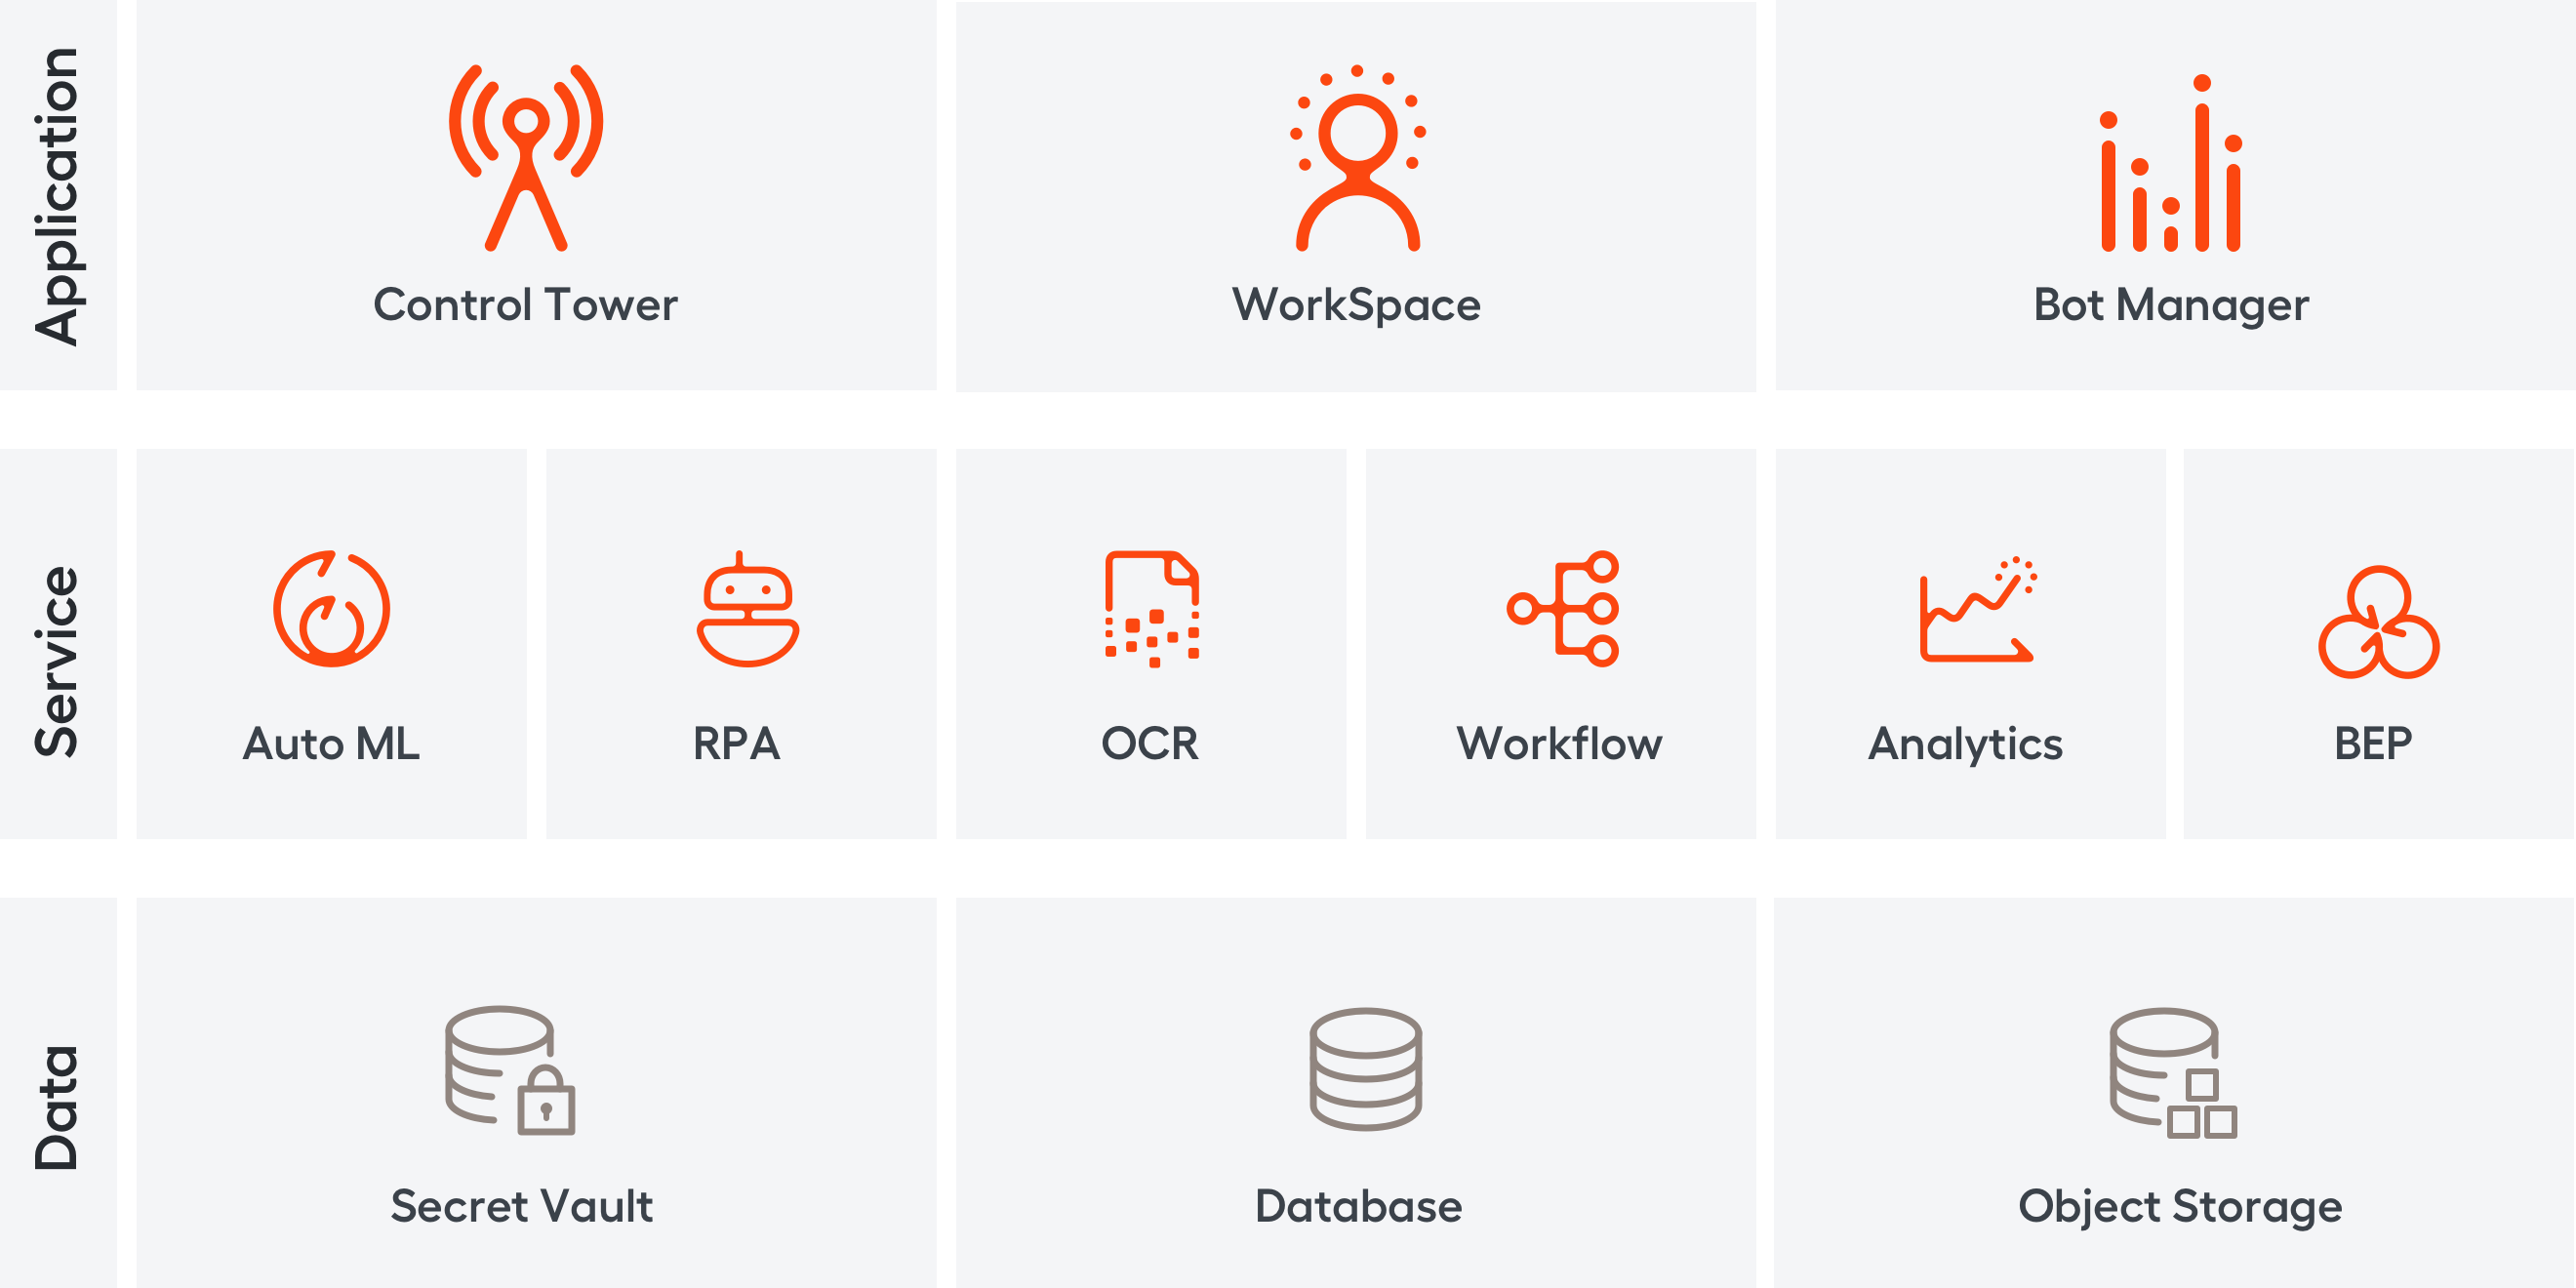 Application
Control Tower
WorkSpace
Bot Manager
Service
Auto ML
RPA
OCR
Workflow
Analytics
BEP
Data
Secret Vault
Database
Object Storage